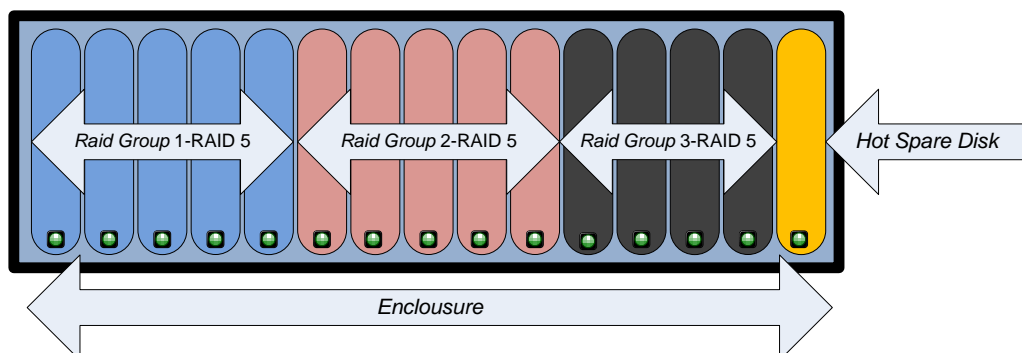 Raid Group 1-RAID 5
Raid Group 2-RAID 5
Raid Group 3-RAID 5
Hot Spare Disk
Enclousure